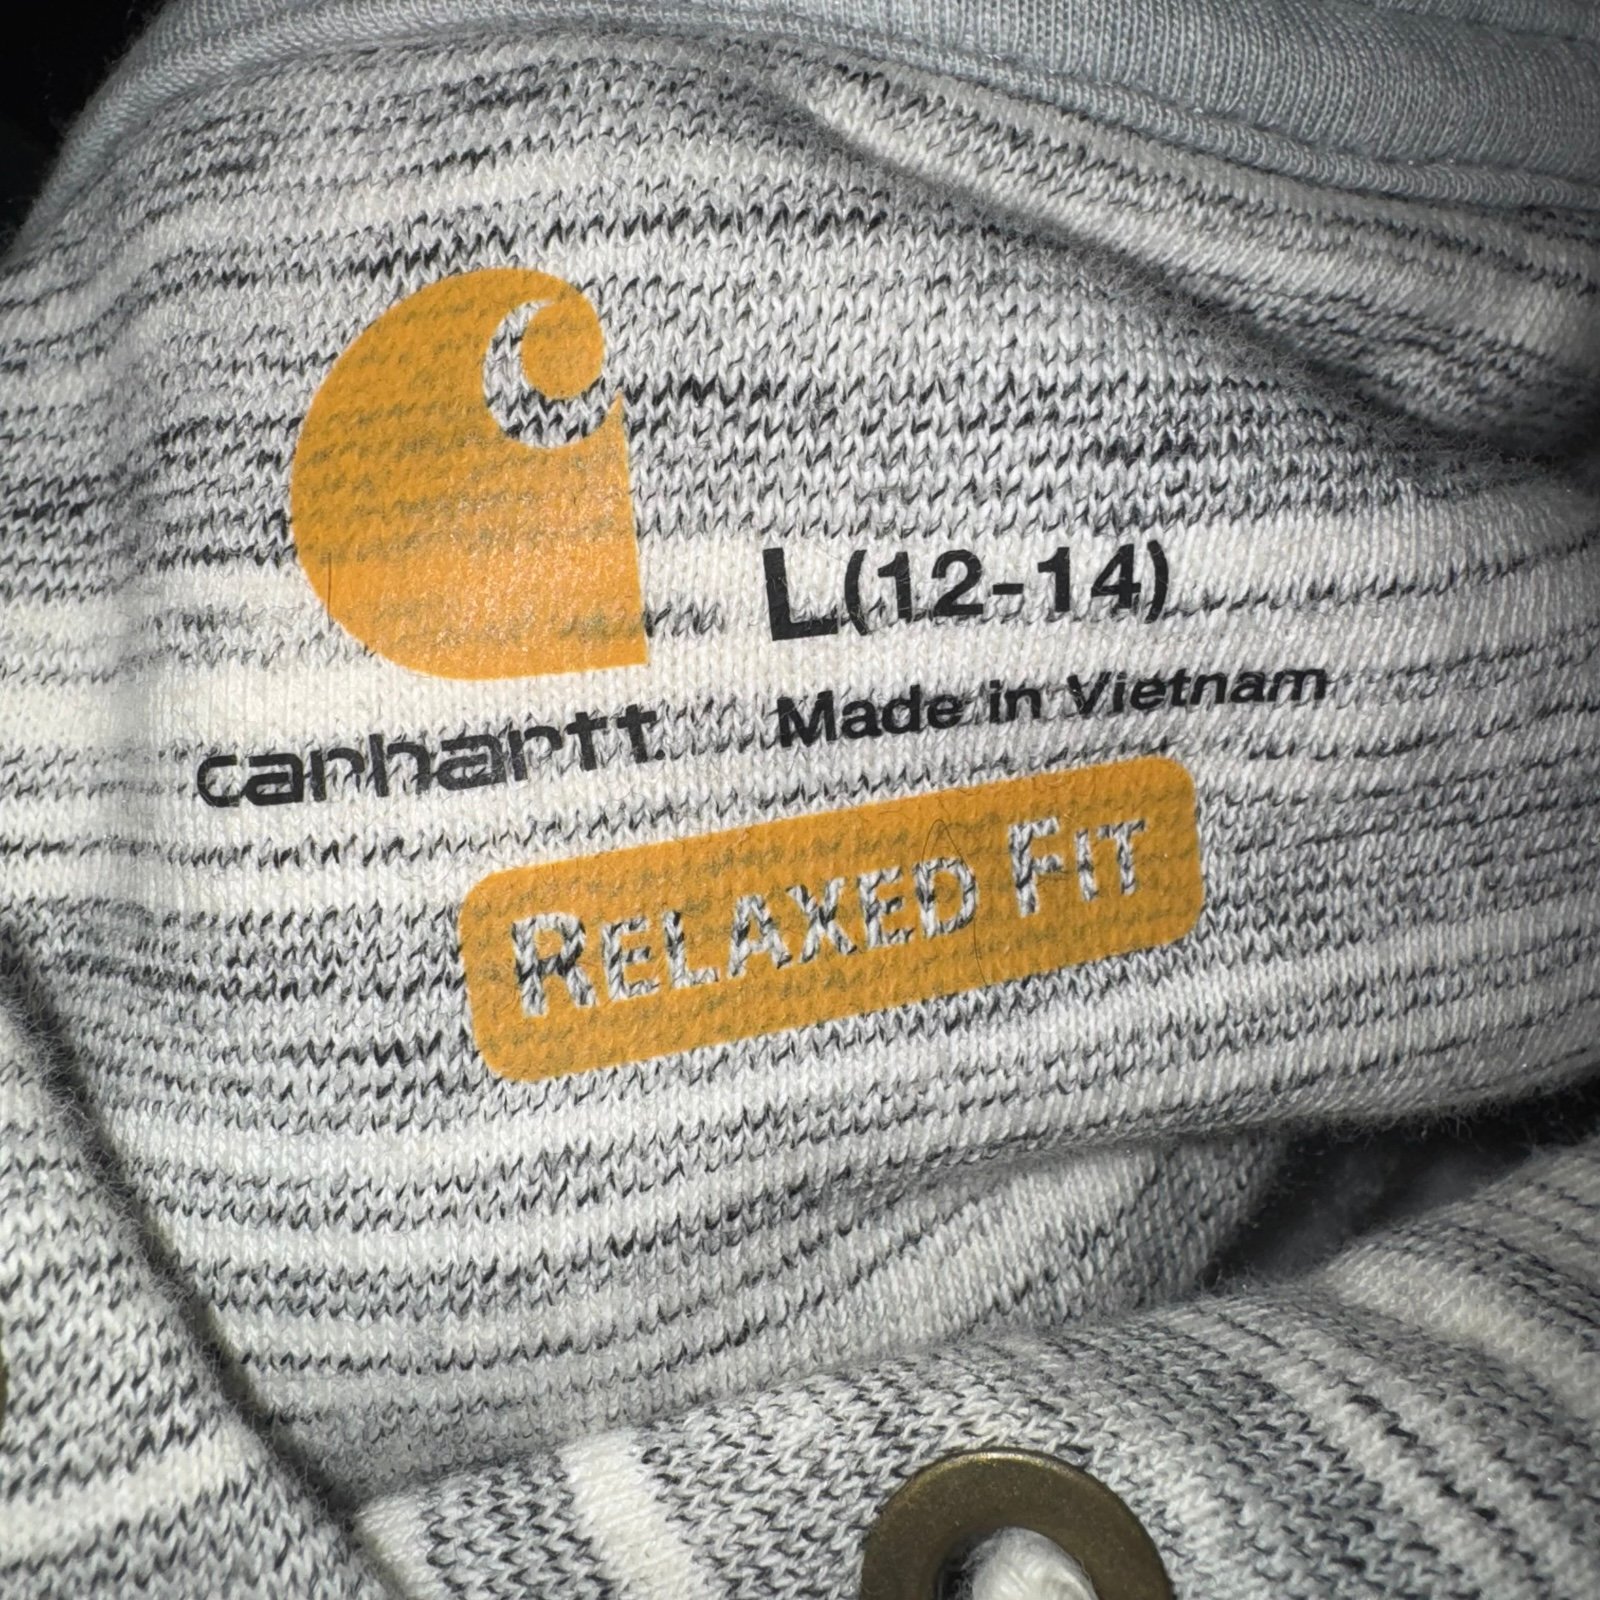 L(12-14)
carhartt
Made in Vietnam
RELAXED FIT